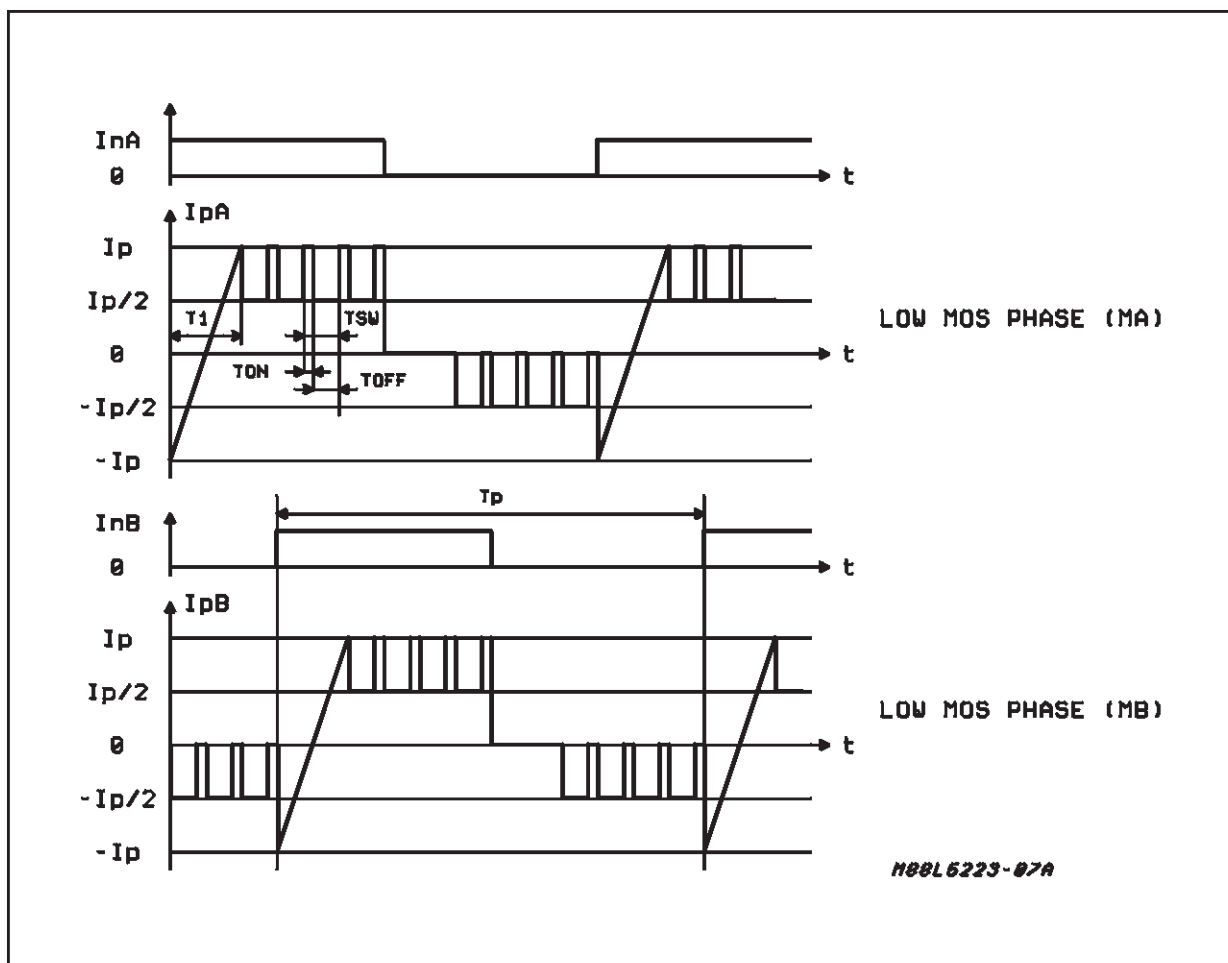 InA
0
t
IpA
Ip
Ip/2
T1
TSW
LOW MOS PHASE (MA)
0
TON
TOFF
-Ip/2
-Ip
Tp
InB
0
t
IpB
Ip
Ip/2
LOW MOS PHASE (MB)
0
t
-Ip/2
-Ip
M88L6223-07A